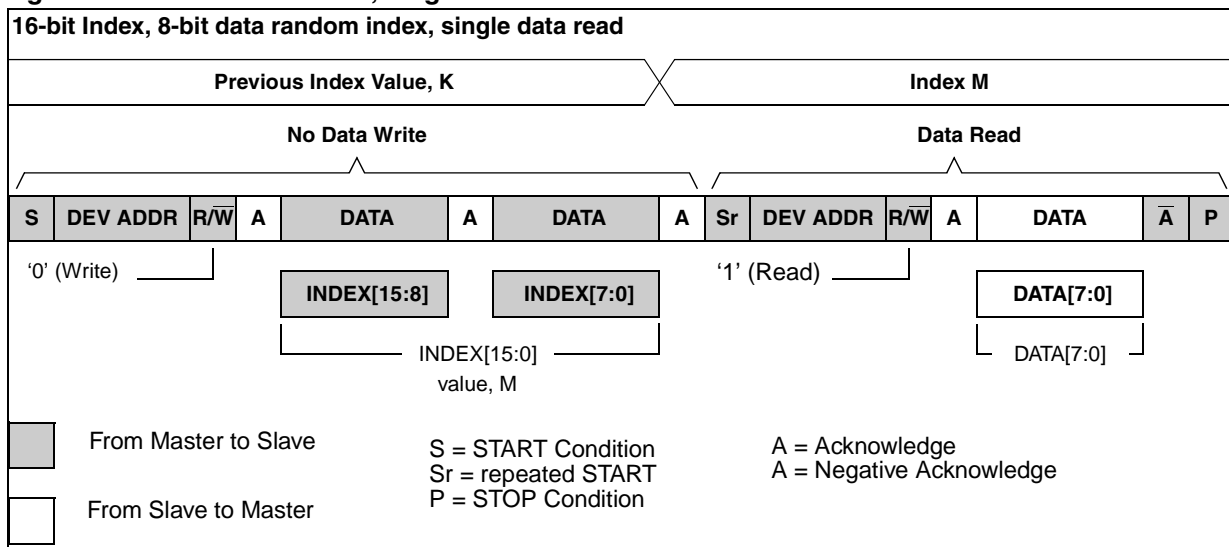 16-bit Index, 8-bit data random index, single data read
Previous Index Value, K
Index M
No Data Write
Data Read
S DEV ADDR R/W̅ A DATA A DATA A Sr DEV ADDR R/W̅ A DATA A̅ P
‘0’ (Write)
‘1’ (Read)
INDEX[15:8]
INDEX[7:0]
DATA[7:0]
INDEX[15:0]
value, M
DATA[7:0]
From Master to Slave
From Slave to Master
S = START Condition
Sr = repeated START
P = STOP Condition
A = Acknowledge
A = Negative Acknowledge